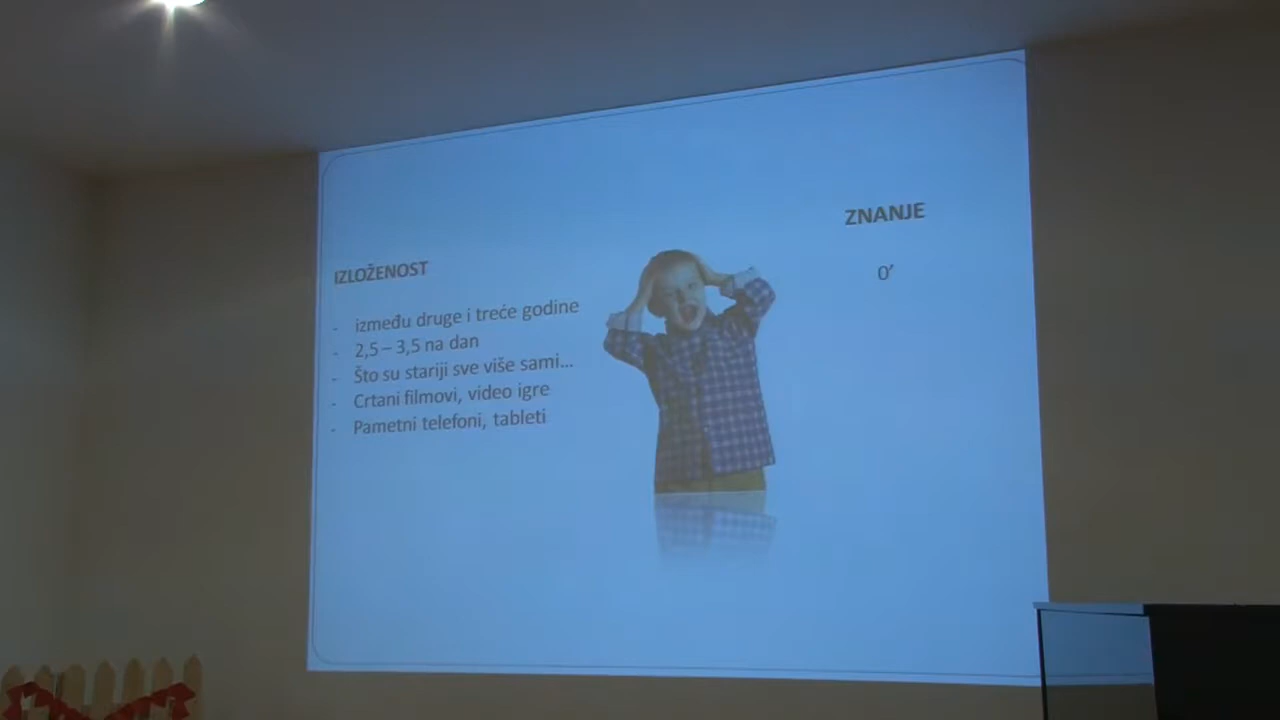 IZLOŽENOST
- između druge i treće godine
- 2,5 – 3,5 na dan
- Što su stariji sve više sami...
- Crtani filmovi, video igre
- Pametni telefoni, tableti
ZNANJE
0’